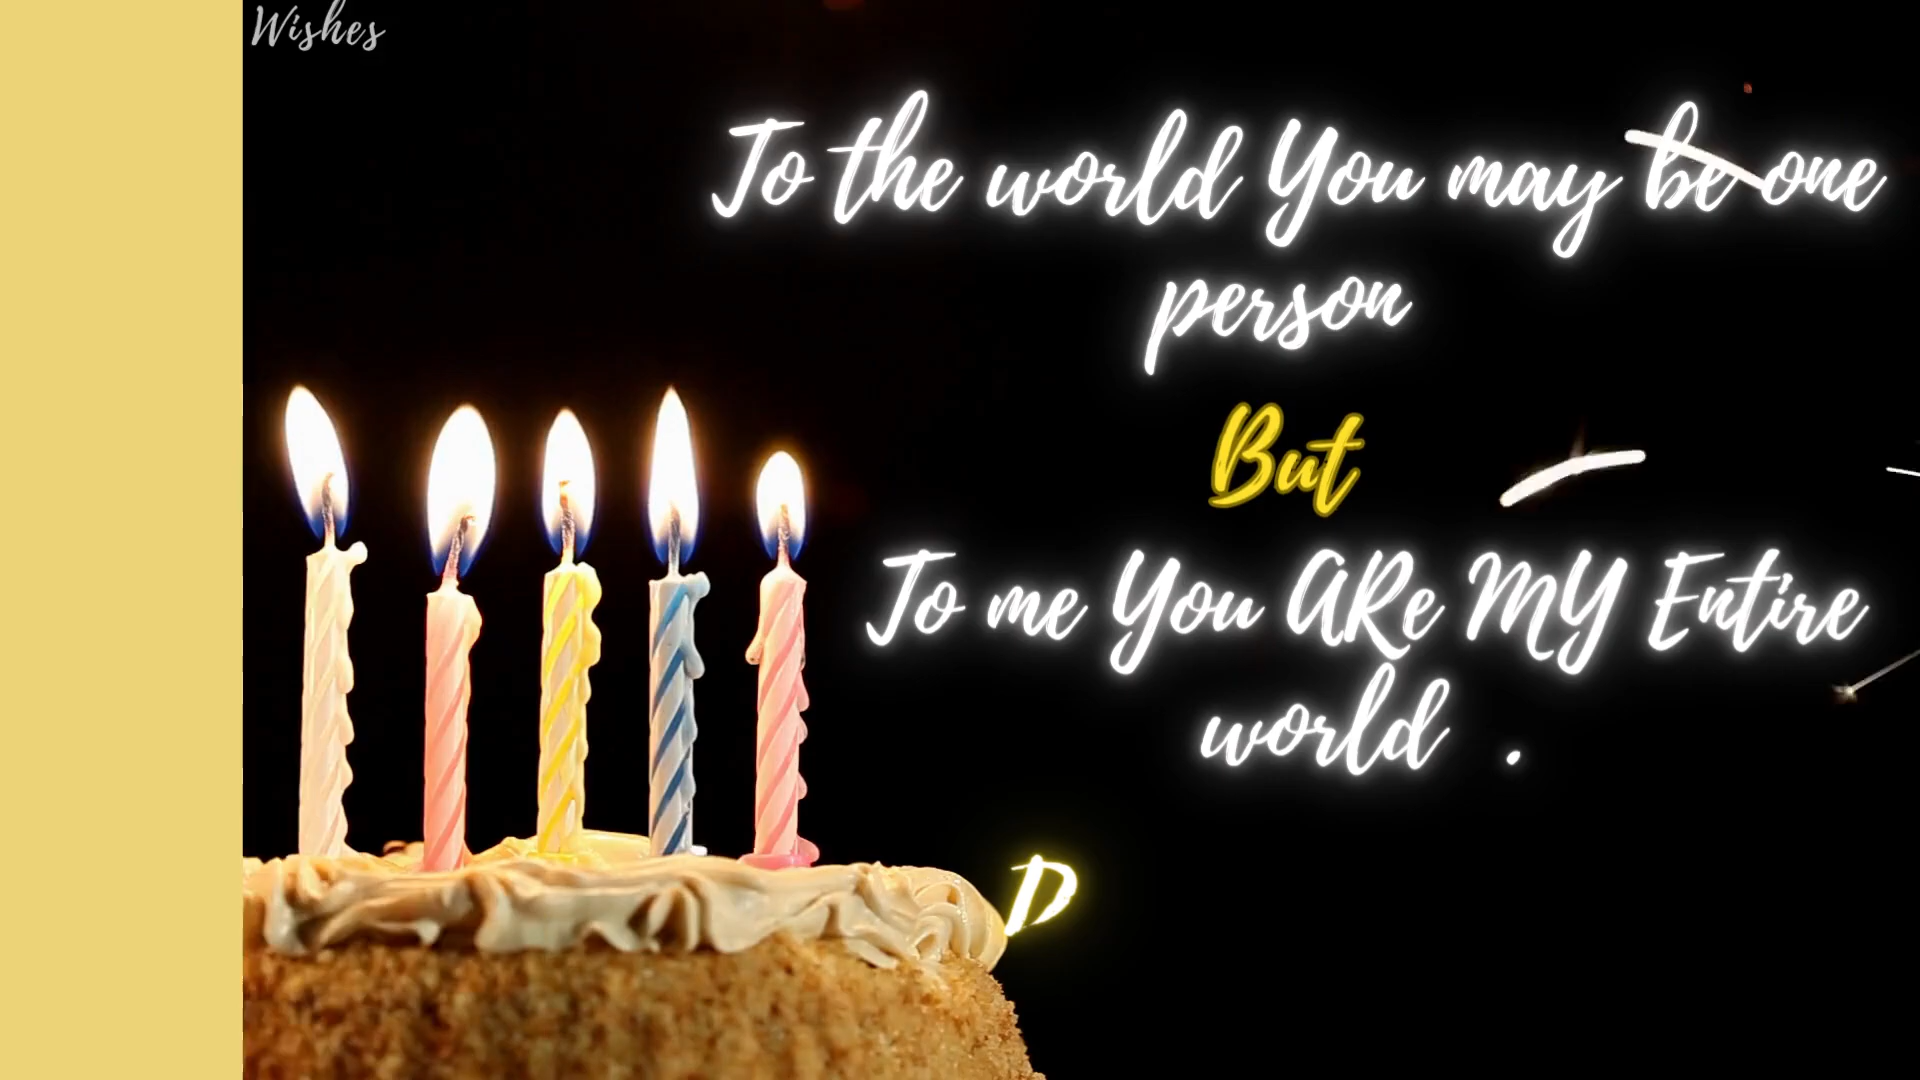 Wishes
To the world You may be one
person
But
To me You ARe MY Entire
world .
D